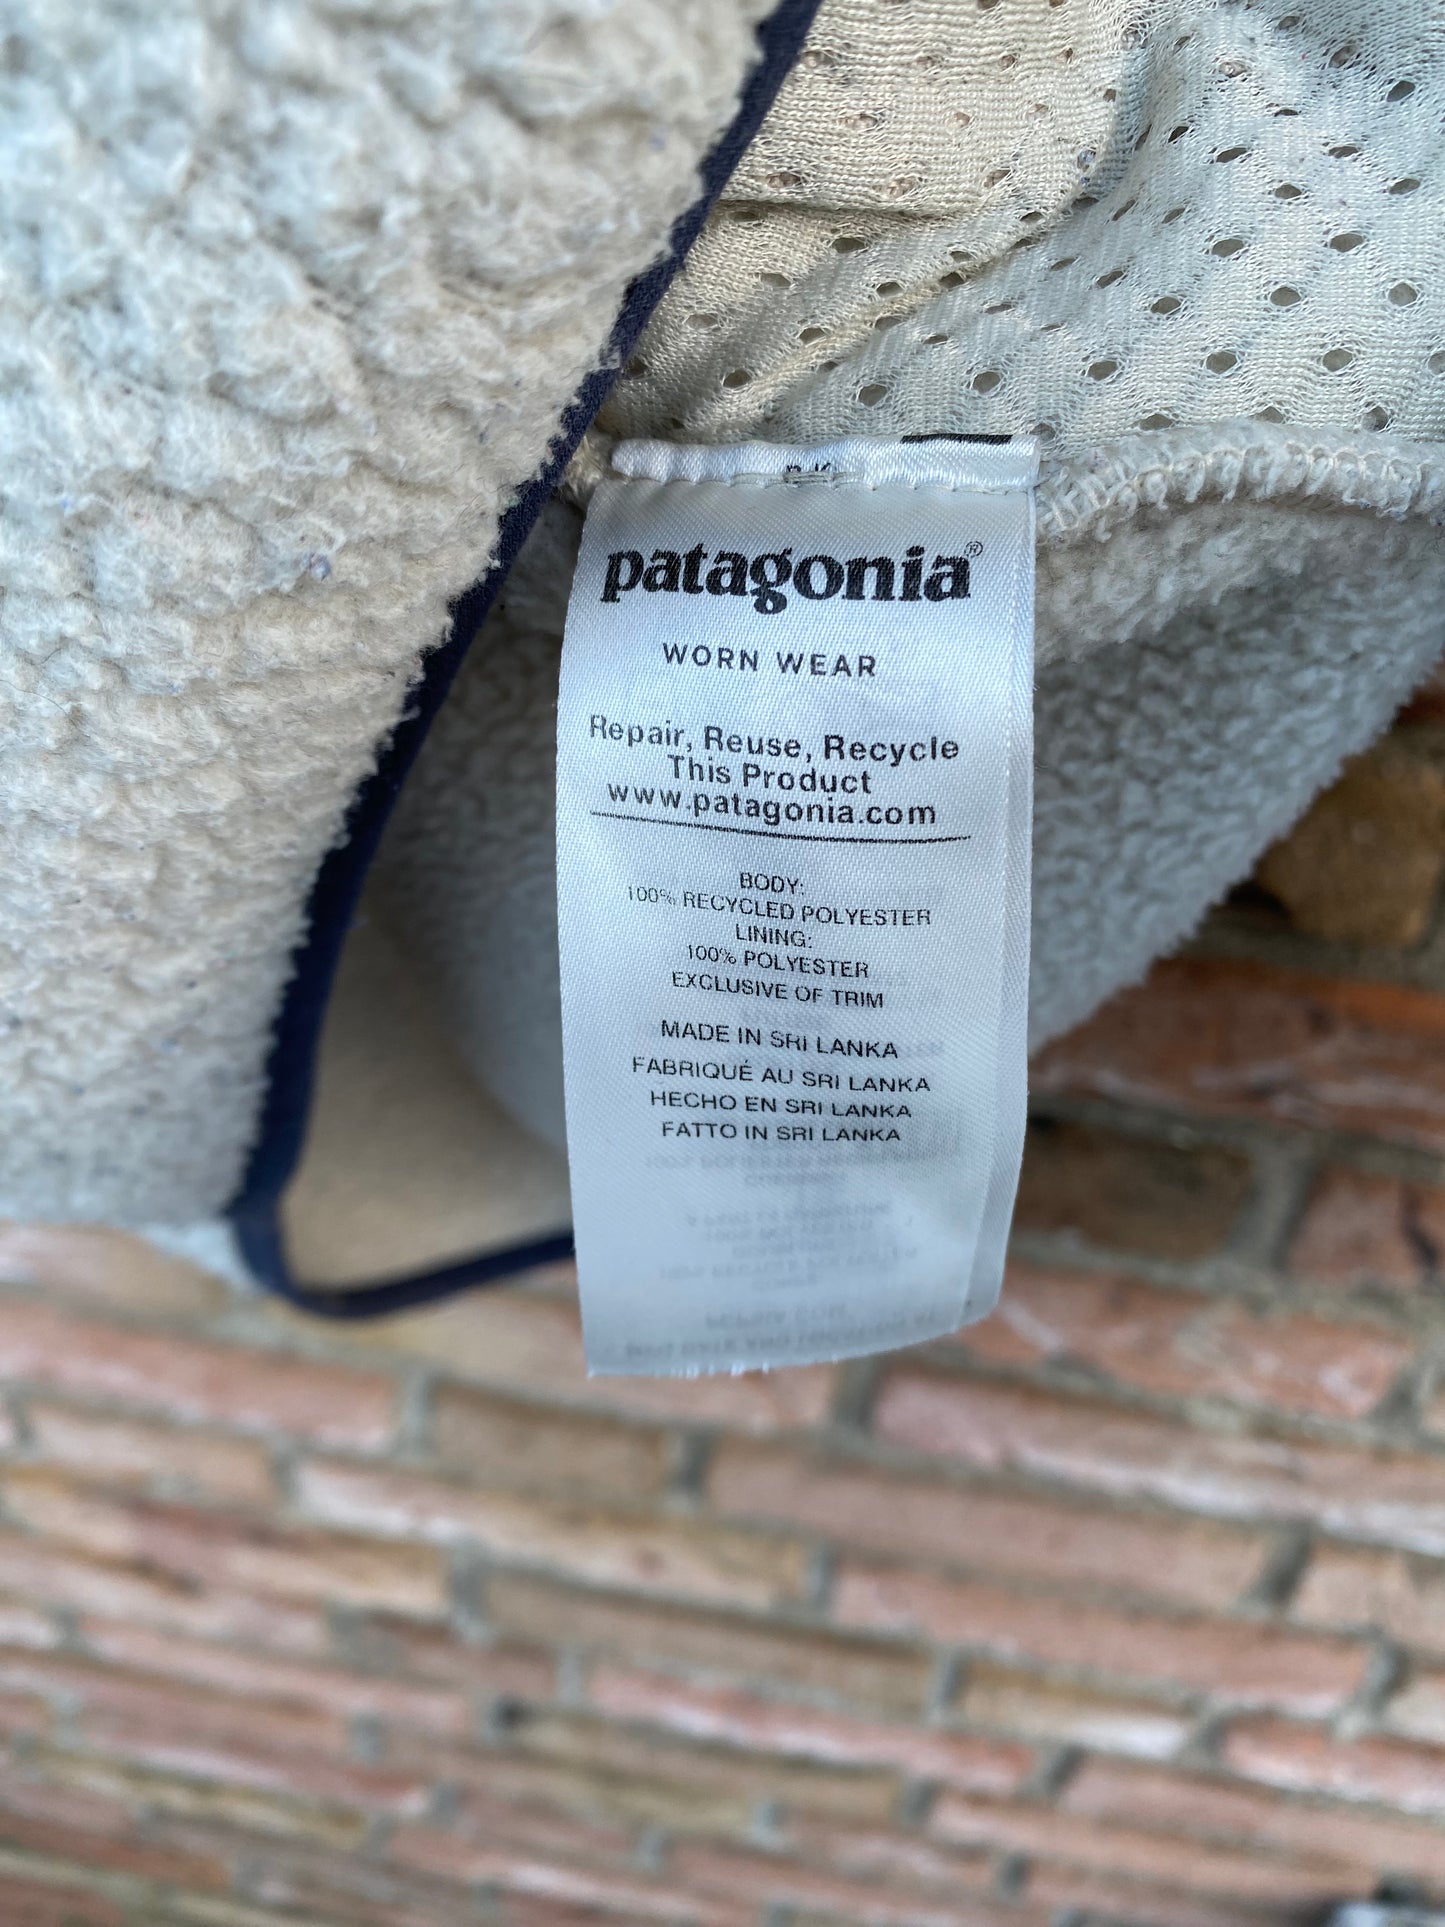 patagonia®
WORN WEAR
Repair, Reuse, Recycle
This Product
www.patagonia.com
BODY:
100% RECYCLED POLYESTER
LINING:
100% POLYESTER
EXCLUSIVE OF TRIM
MADE IN SRI LANKA
FABRIQUÉ AU SRI LANKA
HECHO EN SRI LANKA
FATTO IN SRI LANKA